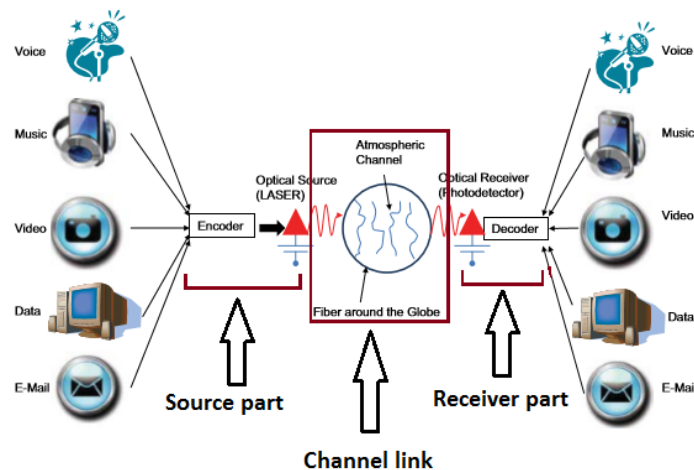 Voice
Music
Video
Data
E-Mail
Encoder
Optical Source
(LASER)
Atmospheric
Channel
Fiber around the Globe
Optical Receiver
(Photodetector)
Decoder
Voice
Music
Video
Data
E-Mail
Source part
Channel link
Receiver part